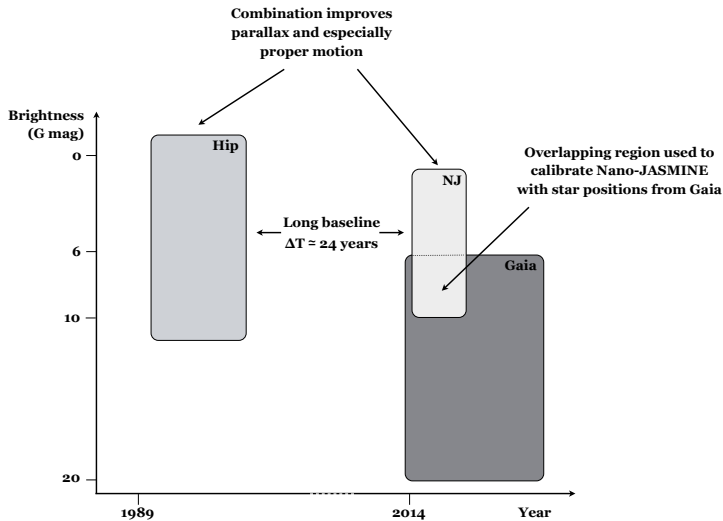 Combination improves
parallax and especially
proper motion
Brightness
(G mag)
0
6
10
20
Hip
NJ
Gaia
Overlapping region used to
calibrate Nano-JASMINE
with star positions from Gaia
Long baseline
ΔT ≃ 24 years
1989
2014
Year